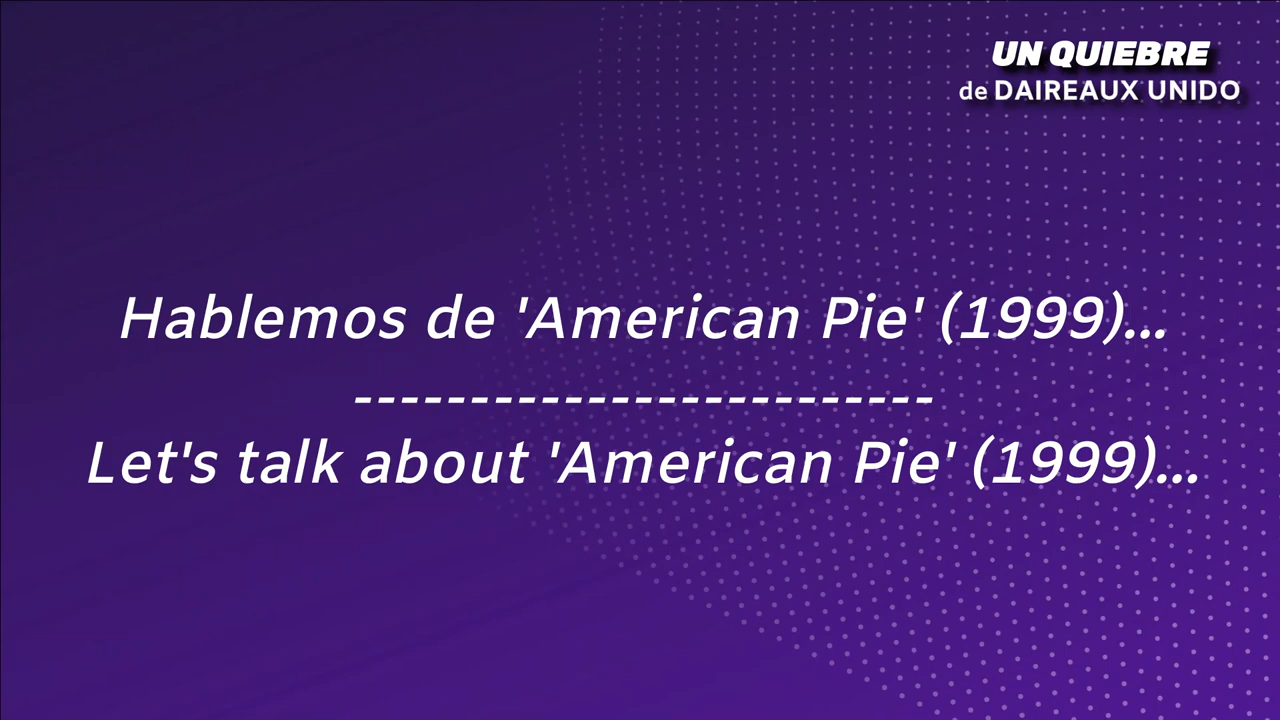 UN QUIEBRE
de DAIREAUX UNIDO
Hablemos de 'American Pie' (1999)...
-------------------------
Let's talk about 'American Pie' (1999)...